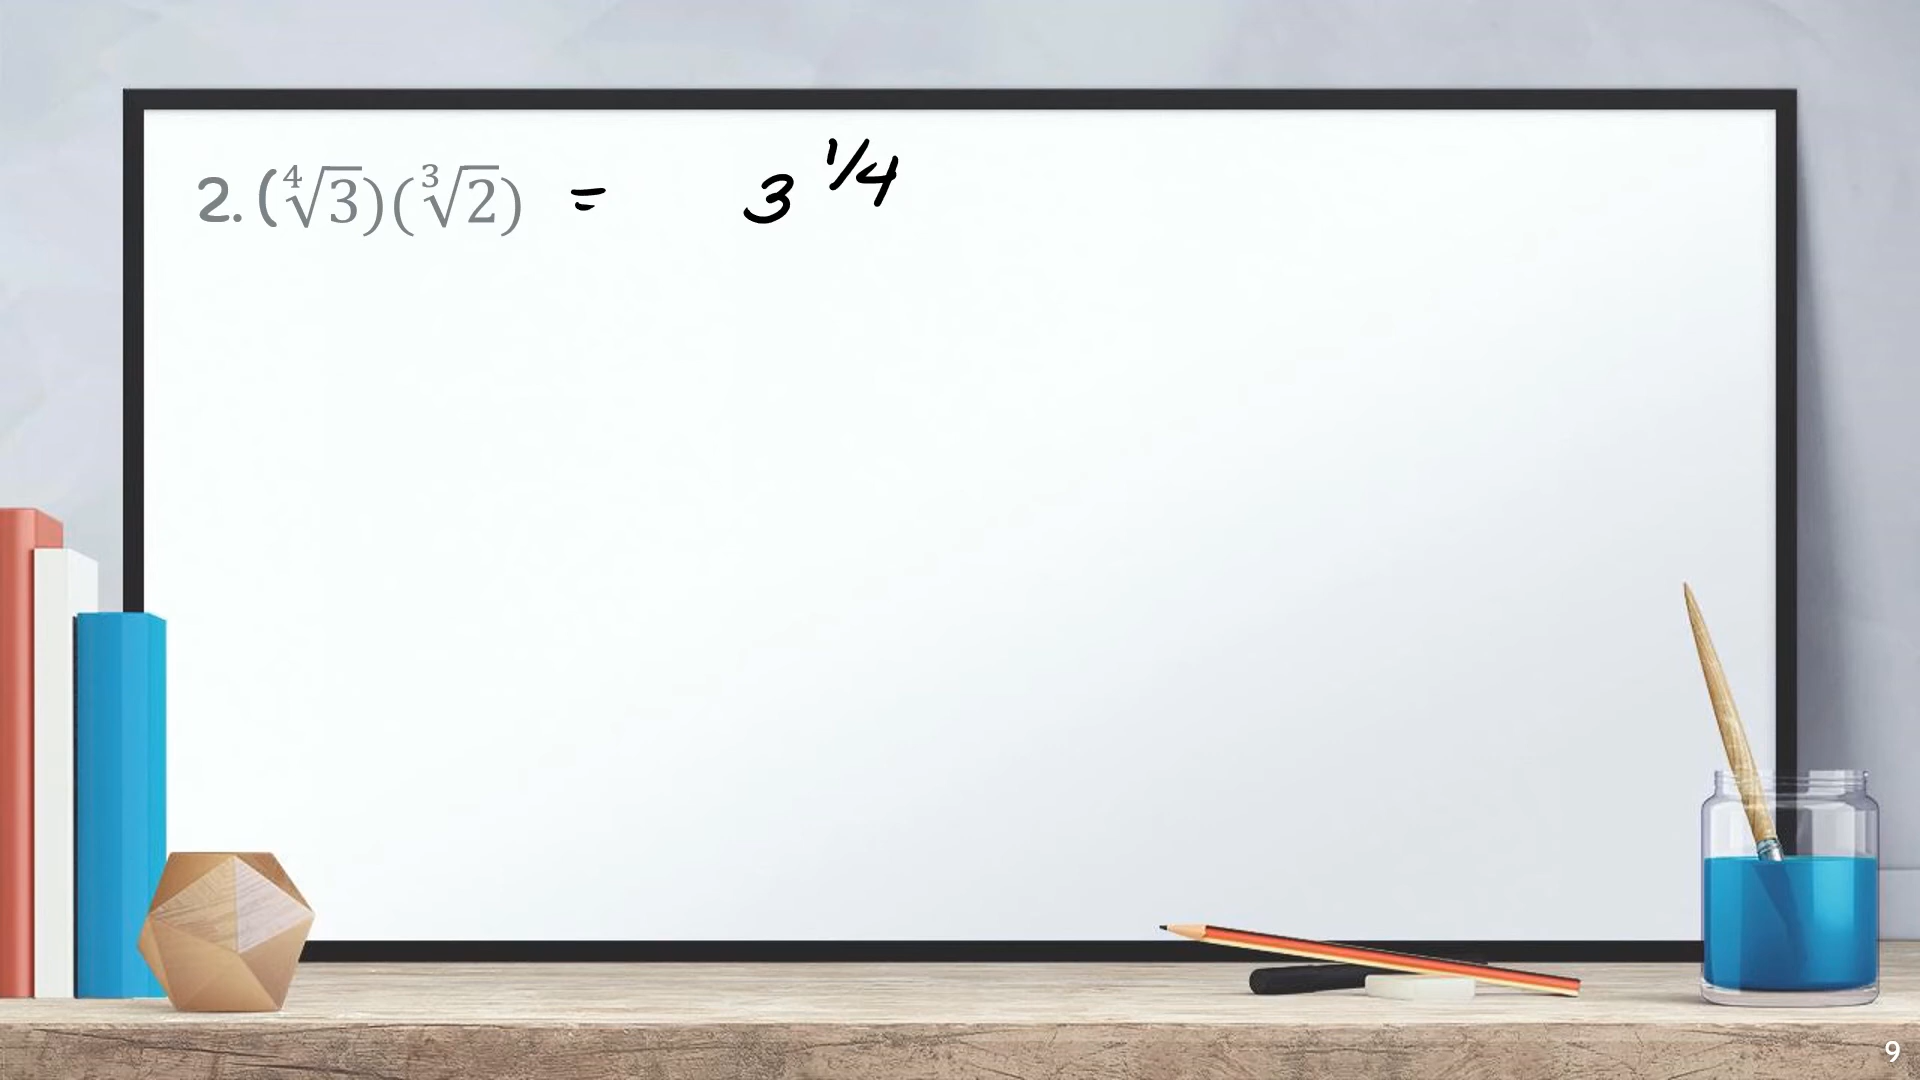 2. (∜3)(∛2) = 3^1/4
9